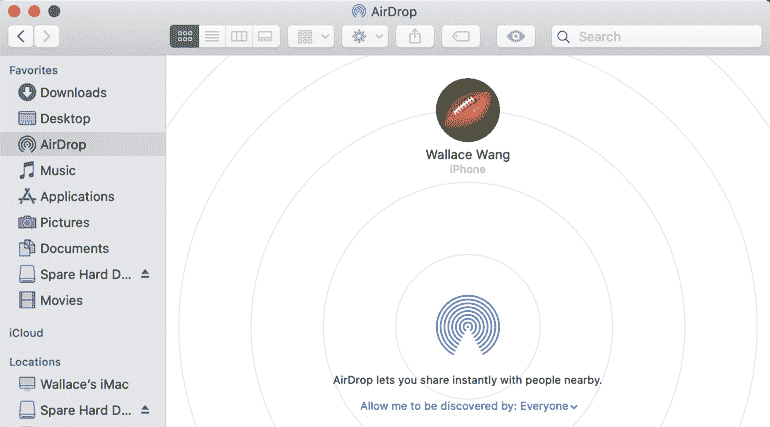 AirDrop
Search
Favorites
Downloads
Desktop
AirDrop
Music
Applications
Pictures
Documents
Spare Hard D...
Movies
iCloud
Locations
Wallace's iMac
Spare Hard D...
Wallace Wang
iPhone
AirDrop lets you share instantly with people nearby.
Allow me to be discovered by: Everyone